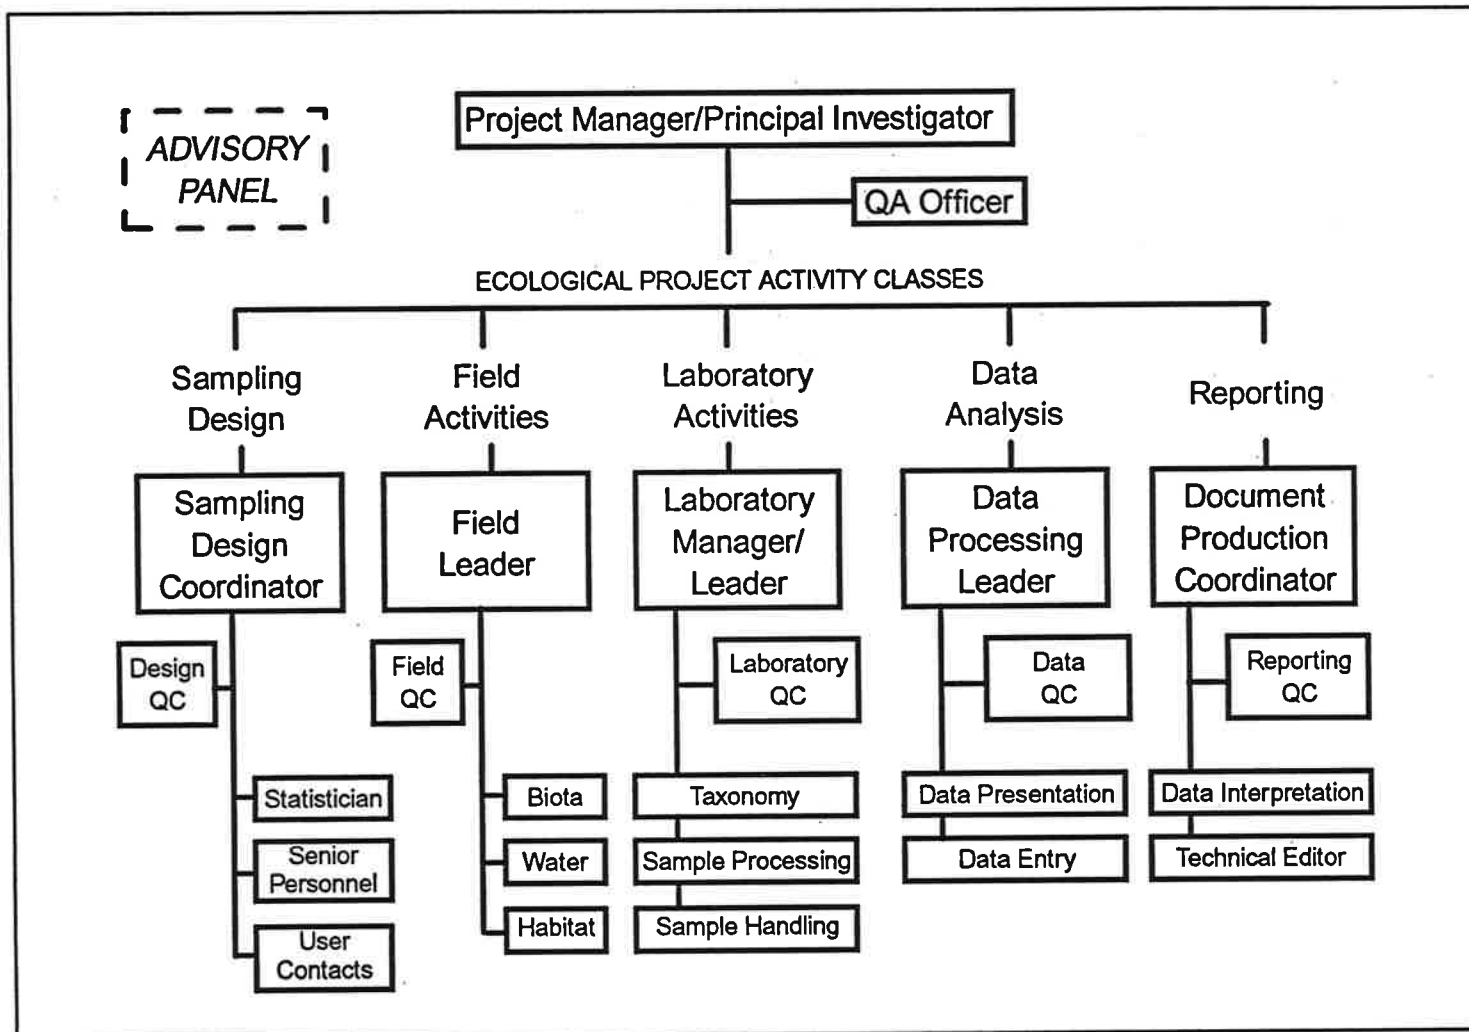 ADVISORY
PANEL
Project Manager/Principal Investigator
QA Officer
ECOLOGICAL PROJECT ACTIVITY CLASSES
Sampling
Design
Field
Activities
Laboratory
Activities
Data
Analysis
Reporting
Sampling
Design
Coordinator
Field
Leader
Laboratory
Manager/
Leader
Data
Processing
Leader
Document
Production
Coordinator
Design
QC
Field
QC
Laboratory
QC
Data
QC
Reporting
QC
Statistician
Senior
Personnel
User
Contacts
Biota
Water
Habitat
Taxonomy
Sample Processing
Sample Handling
Data Presentation
Data Entry
Data Interpretation
Technical Editor